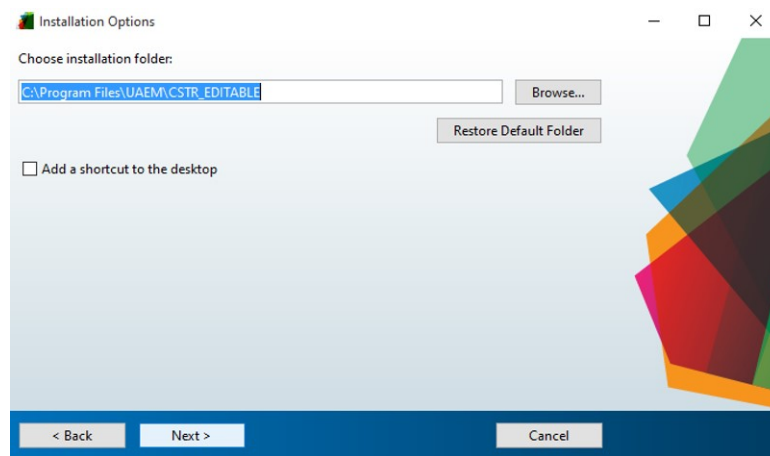 Installation Options
Choose installation folder:
C:\Program Files\UAEM\CSTR_EDITABLE
Browse...
Restore Default Folder
Add a shortcut to the desktop
< Back
Next >
Cancel